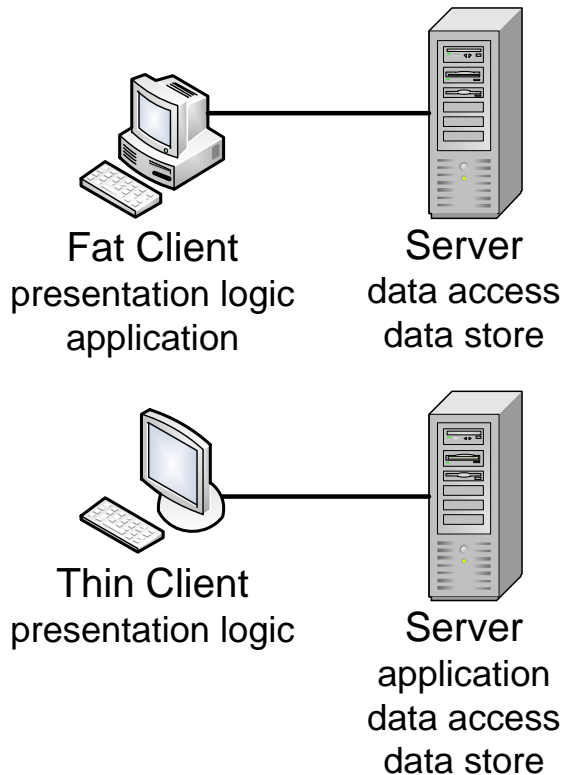 Fat Client
presentation logic
application
Server
data access
data store
Thin Client
presentation logic
Server
application
data access
data store